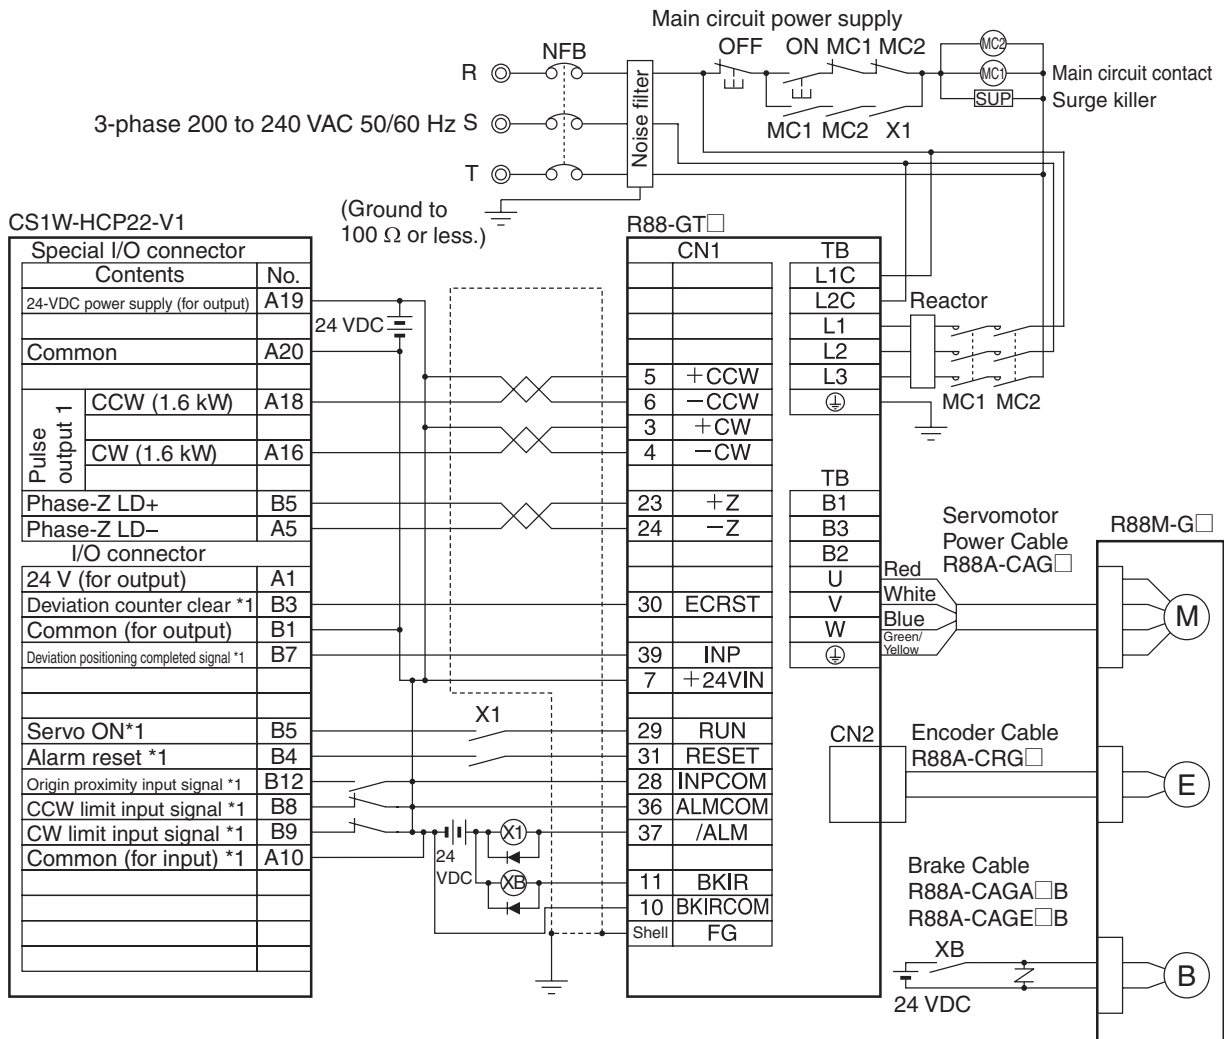 Main circuit power supply
OFF ON MC1 MC2
MC2
R NFB
MC1 Main circuit contact
SUP Surge killer
3-phase 200 to 240 VAC 50/60 Hz S
Noise filter
MC1 MC2 X1
T
(Ground to
100 Ω or less.)
CS1W-HCP22-V1
Special I/O connector
Contents No.
24-VDC power supply (for output) A19
Common A20
Pulse output 1
CCW (1.6 kW) A18
CW (1.6 kW) A16
Phase-Z LD+ B5
Phase-Z LD− A5
I/O connector
24 V (for output) A1
Deviation counter clear *1 B3
Common (for output) B1
Deviation positioning completed signal *1 B7
Servo ON*1 B5
Alarm reset *1 B4
Origin proximity input signal *1 B12
CCW limit input signal *1 B8
CW limit input signal *1 B9
Common (for input) *1 A10
24 VDC
X1
24
VDC
X1
XB
R88-GT□
CN1
5 +CCW
6 −CCW
3 +CW
4 −CW
23 +Z
24 −Z
30 ECRST
39 INP
7 +24VIN
29 RUN
31 RESET
28 INPCOM
36 ALMCOM
37 /ALM
11 BKIR
10 BKIRCOM
Shell FG
TB
L1C
L2C
L1
L2
L3
Reactor
MC1 MC2
TB
B1
B3
B2
U
V
W
Red
White
Blue
Green/
Yellow
Servomotor
Power Cable
R88A-CAG□
R88M-G□
M
CN2
Encoder Cable
R88A-CRG□
E
Brake Cable
R88A-CAGA□B
R88A-CAGE□B
XB
24 VDC
B